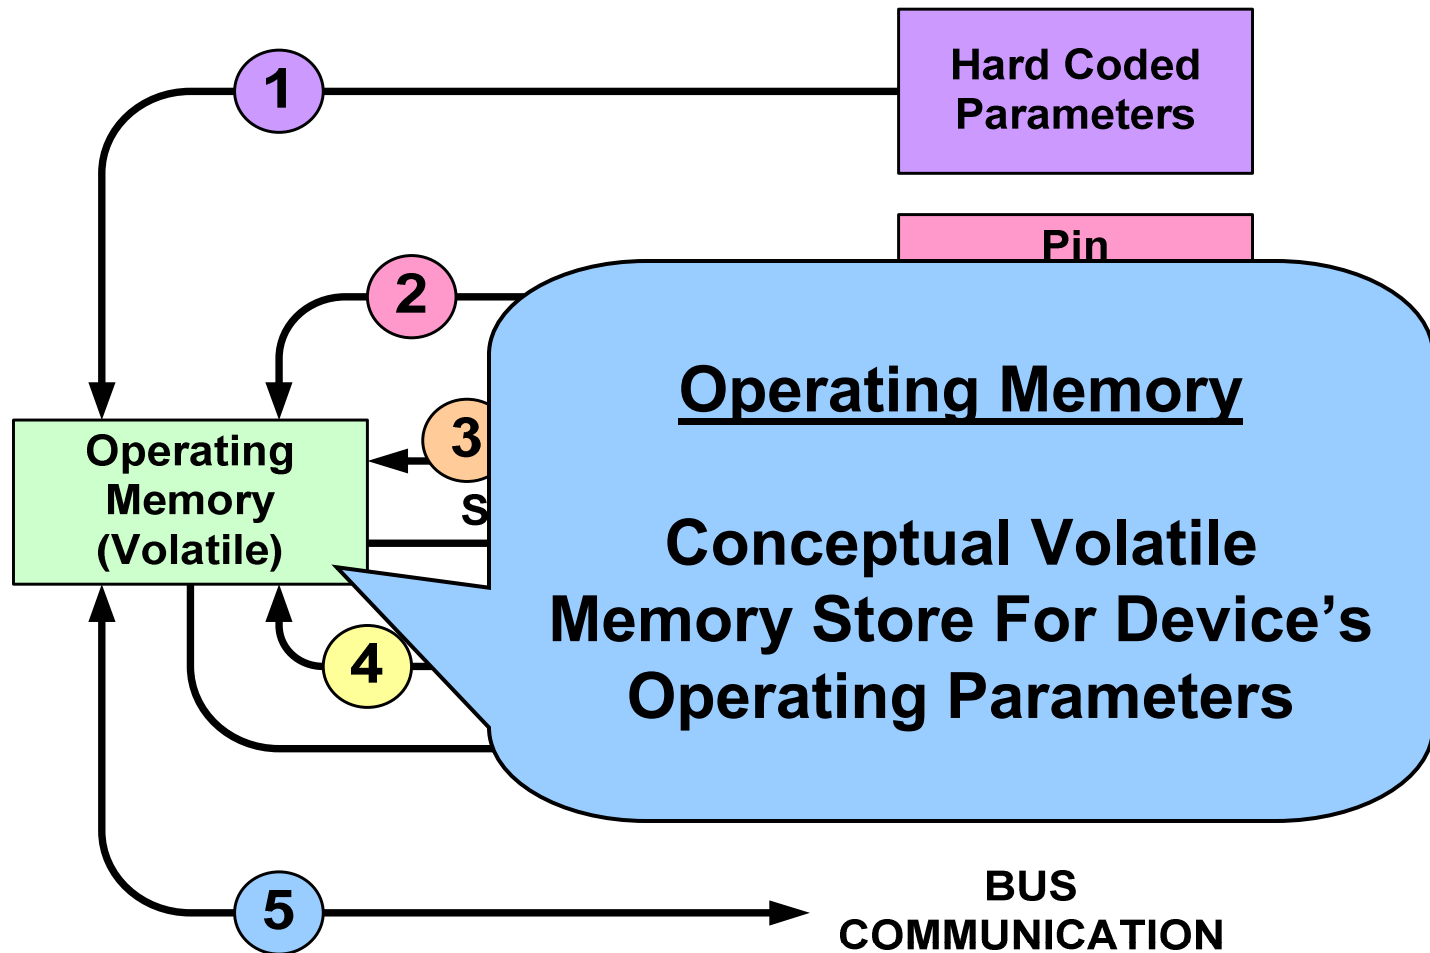 1
Hard Coded
Parameters
Pin
2
Operating Memory
3
Operating
Memory
(Volatile)
S
Conceptual Volatile
Memory Store For Device’s
Operating Parameters
4
5
BUS
COMMUNICATION